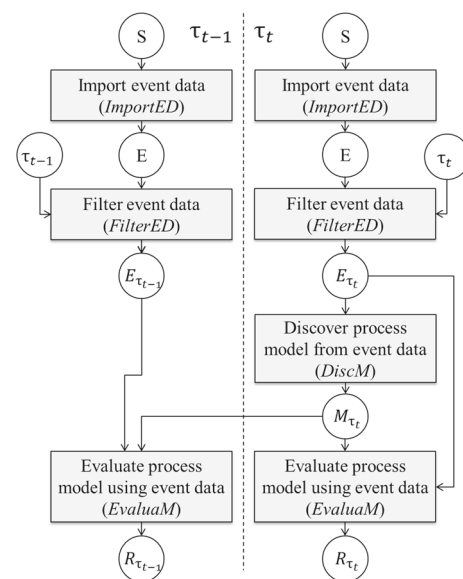 S
τ_{t−1}
τ_t
S
Import event data
(ImportED)
Import event data
(ImportED)
τ_{t−1}
E
E
τ_t
Filter event data
(FilterED)
Filter event data
(FilterED)
E_{τ_{t−1}}
E_{τ_t}
Discover process
model from event data
(DiscM)
M_{τ_t}
Evaluate process
model using event data
(EvaluaM)
Evaluate process
model using event data
(EvaluaM)
R_{τ_{t−1}}
R_{τ_t}